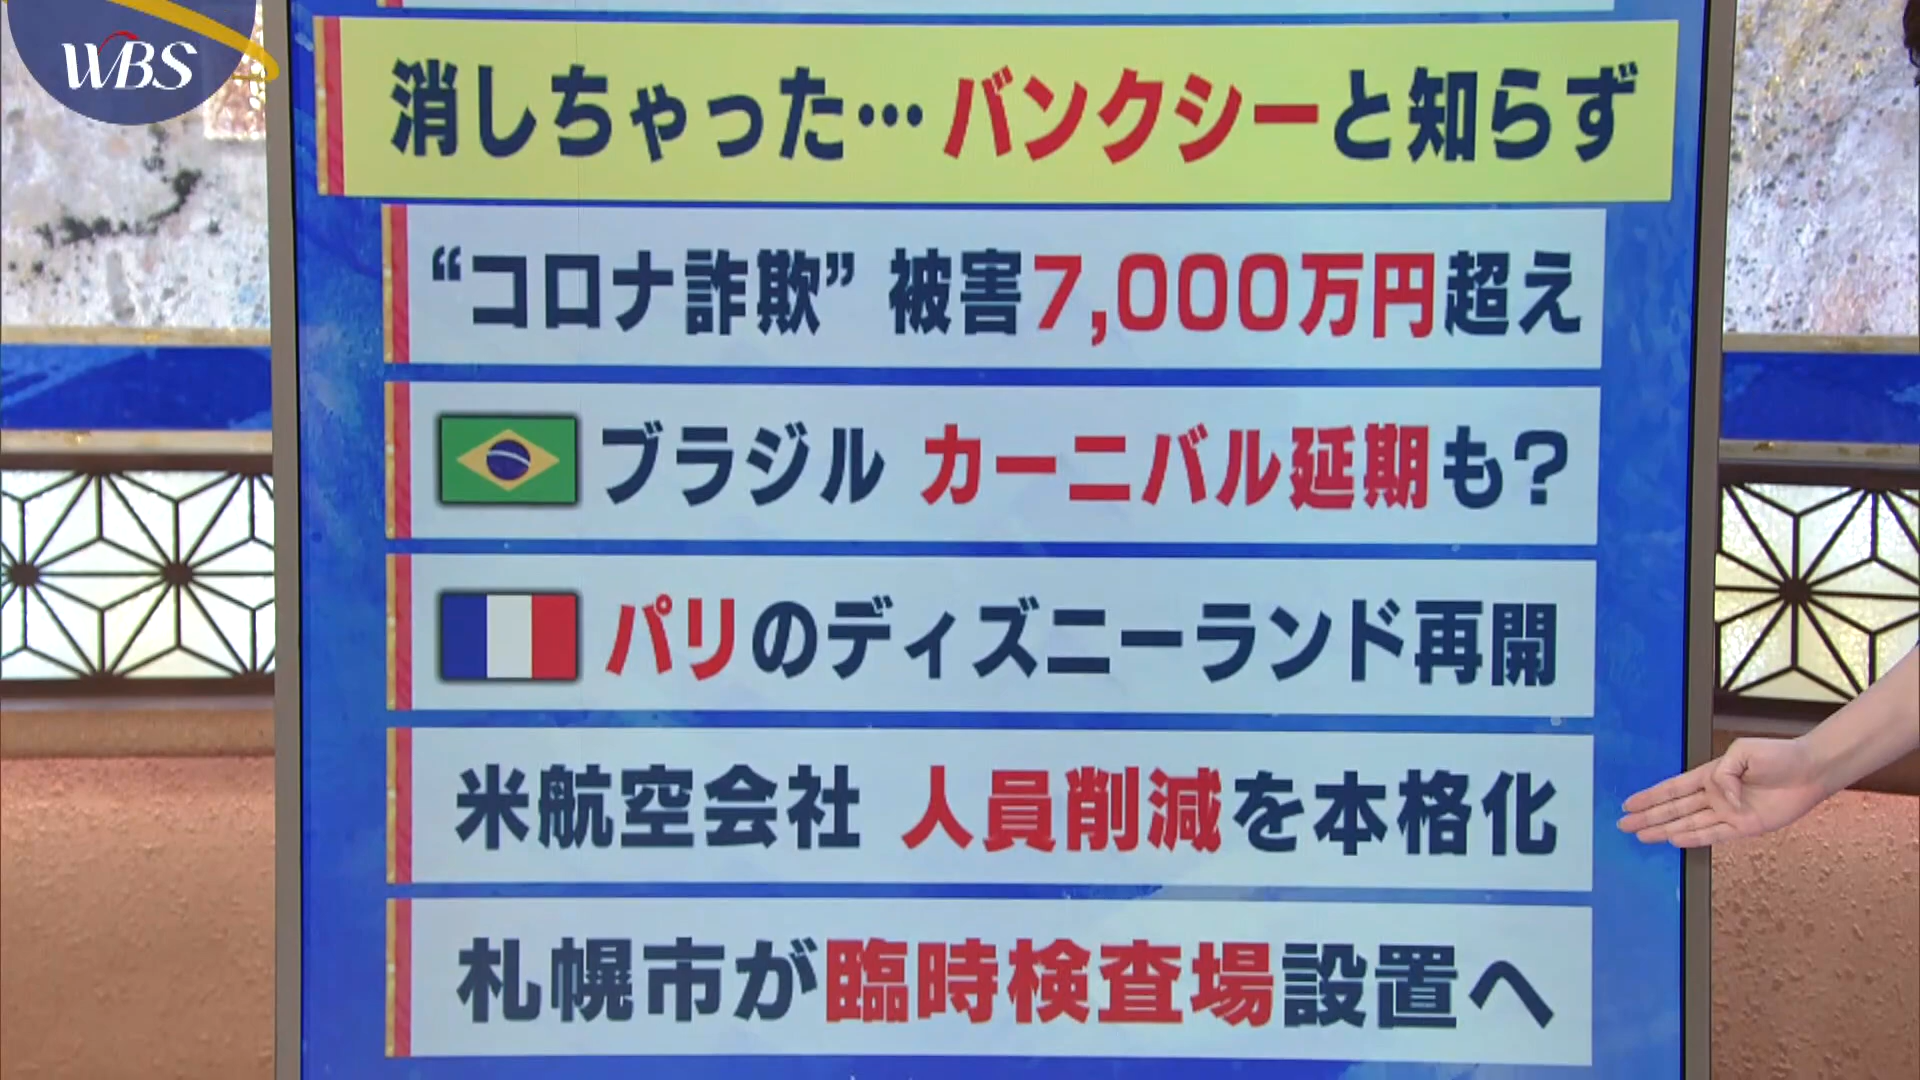 WBS
消しちゃった…バンクシーと知らず
“コロナ詐欺” 被害7,000万円超え
ブラジル カーニバル延期も?
パリのディズニーランド再開
米航空会社 人員削減を本格化
札幌市が臨時検査場設置へ